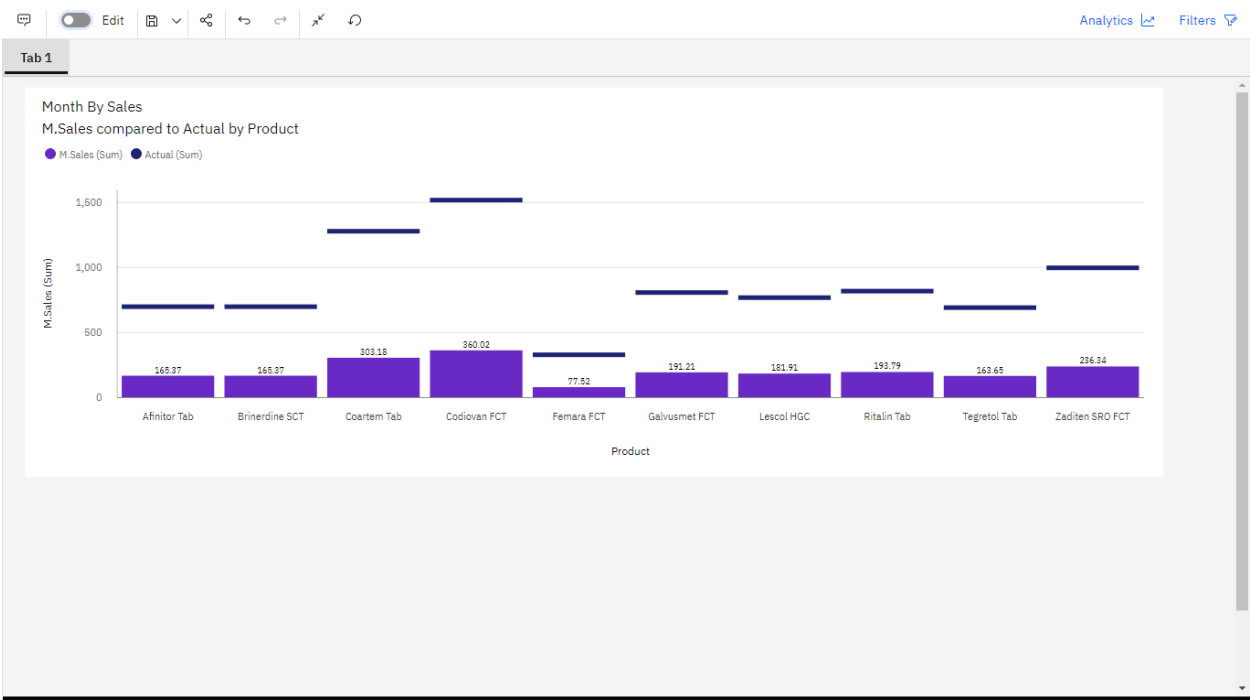 Edit
Analytics
Filters
Tab 1
Month By Sales
M.Sales compared to Actual by Product
M.Sales (Sum) Actual (Sum)
M.Sales (Sum)
1,500
1,000
500
0
165.37 165.37 303.18 360.02 77.52 191.21 181.91 193.79 163.65 236.34
Afinitor Tab Brinerdine SCT Coartem Tab Codiovan FCT Femara FCT Galvusmet FCT Lescol HGC Ritalin Tab Tegretol Tab Zaditen SRO FCT
Product